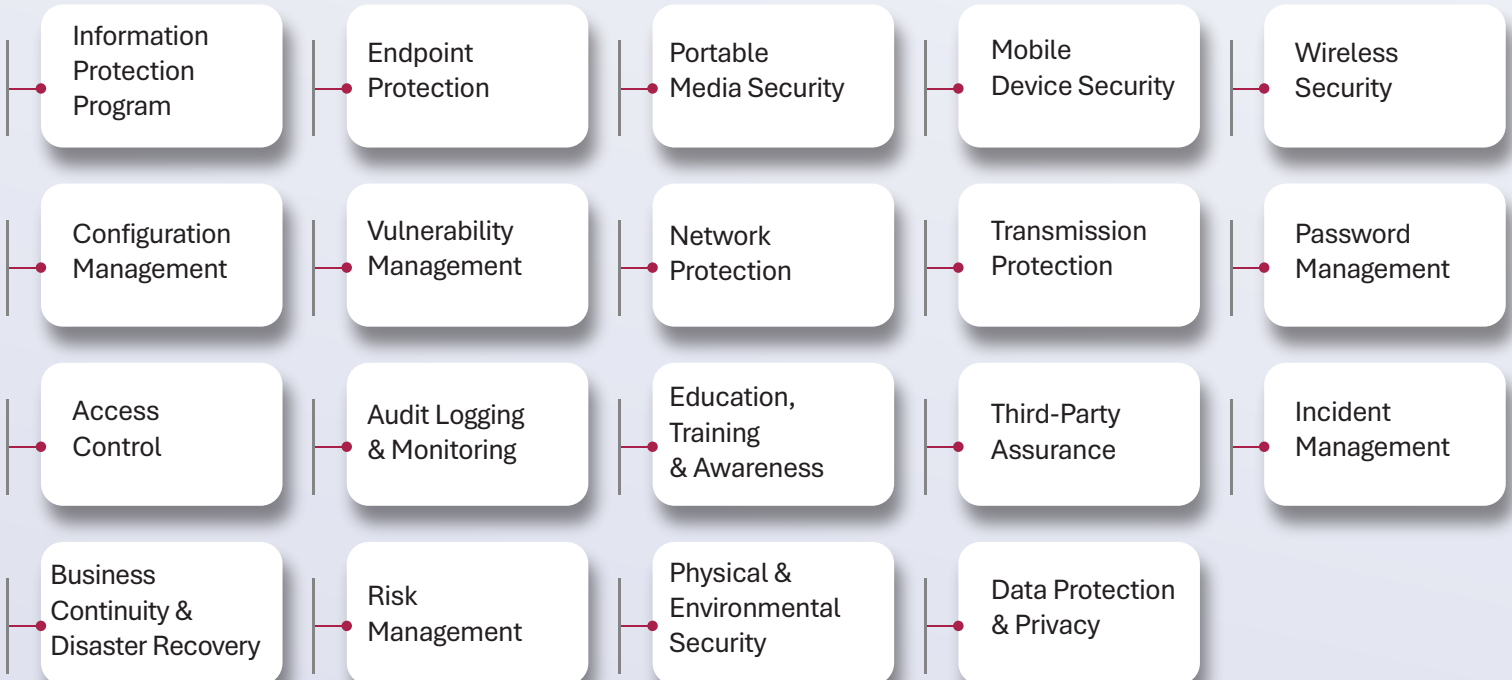 Information
Protection
Program
Endpoint
Protection
Portable
Media Security
Mobile
Device Security
Wireless
Security
Configuration
Management
Vulnerability
Management
Network
Protection
Transmission
Protection
Password
Management
Access
Control
Audit Logging
& Monitoring
Education,
Training
& Awareness
Third-Party
Assurance
Incident
Management
Business
Continuity &
Disaster Recovery
Risk
Management
Physical &
Environmental
Security
Data Protection
& Privacy